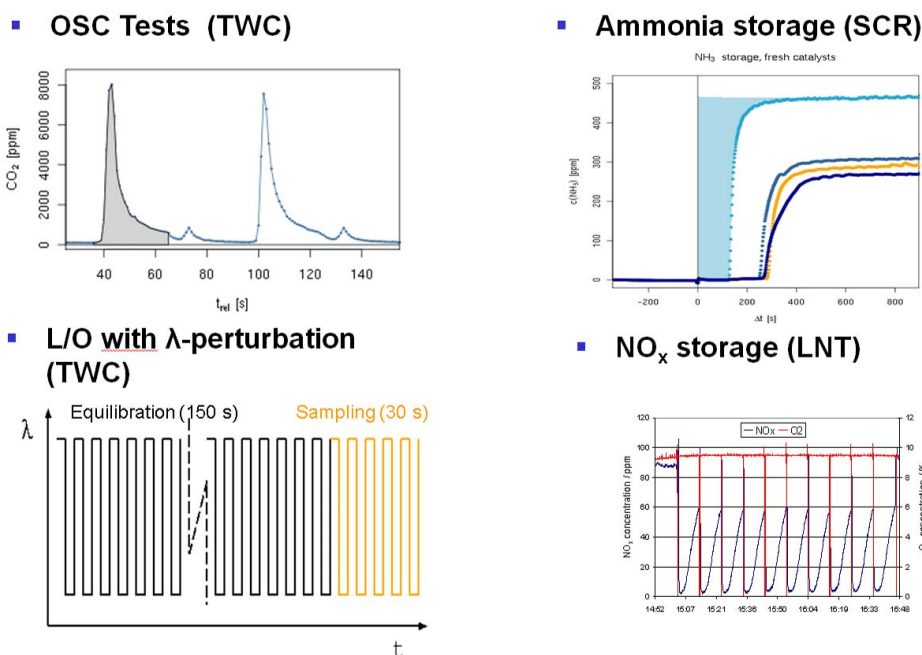 ▪ OSC Tests (TWC)
8000
6000
4000
2000
0
CO₂ [ppm]
40 60 80 100 120 140
t_rel [s]
▪ Ammonia storage (SCR)
NH₃ storage, fresh catalysts
500
400
300
200
100
0
c(NH₃) [ppm]
-200 0 200 400 600 800
Δt [s]
▪ L/O with λ-perturbation
(TWC)
Equilibration (150 s) Sampling (30 s)
λ
t
▪ NOₓ storage (LNT)
NOx O2
120
100
80
60
40
20
0
NOₓ concentration / ppm
12
10
8
6
4
2
0
14:52 15:07 15:21 15:36 15:50 16:04 16:19 16:33 16:48